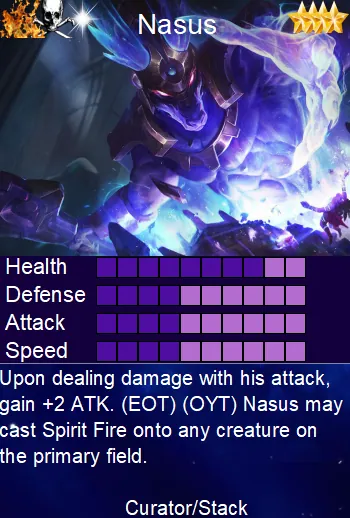 Nasus
Health
Defense
Attack
Speed
Upon dealing damage with his attack,
gain +2 ATK. (EOT) (OYT) Nasus may
cast Spirit Fire onto any creature on
the primary field.
Curator/Stack